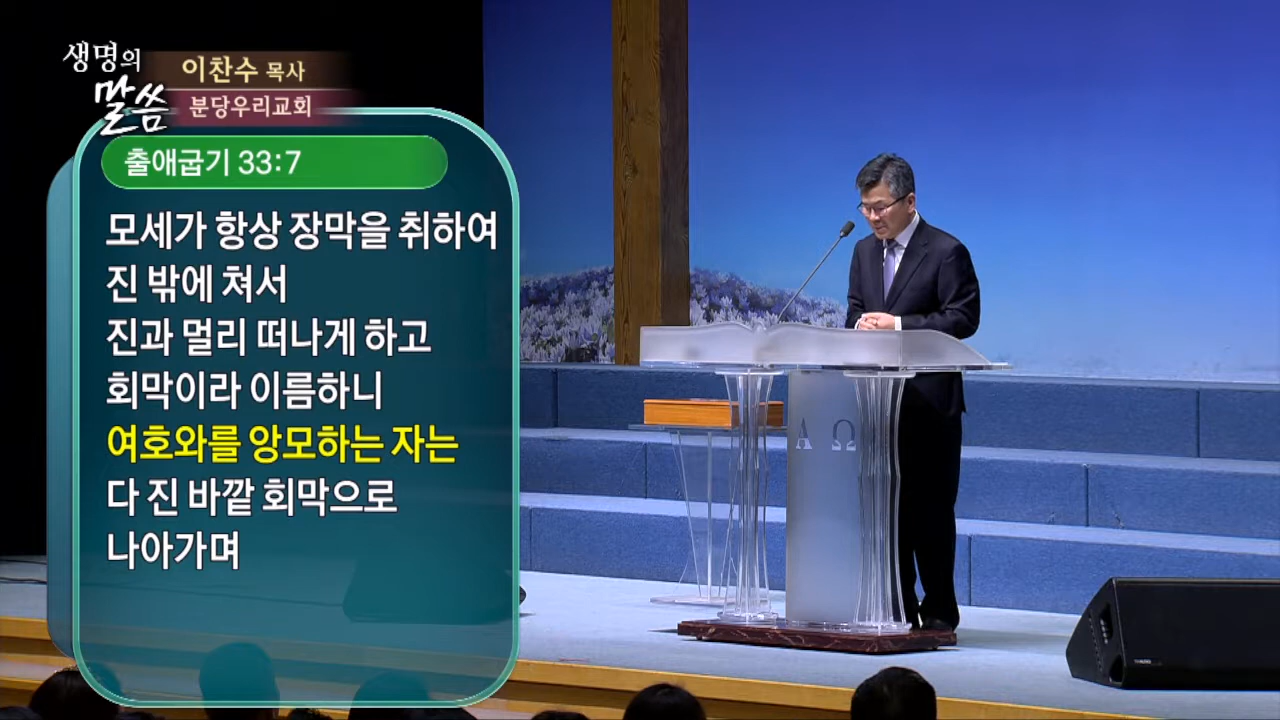 생명의
말씀
이찬수 목사
분당우리교회
출애굽기 33:7
모세가 항상 장막을 취하여
진 밖에 쳐서
진과 멀리 떠나게 하고
회막이라 이름하니
여호와를 앙모하는 자는
다 진 바깥 회막으로
나아가며
Α Ω